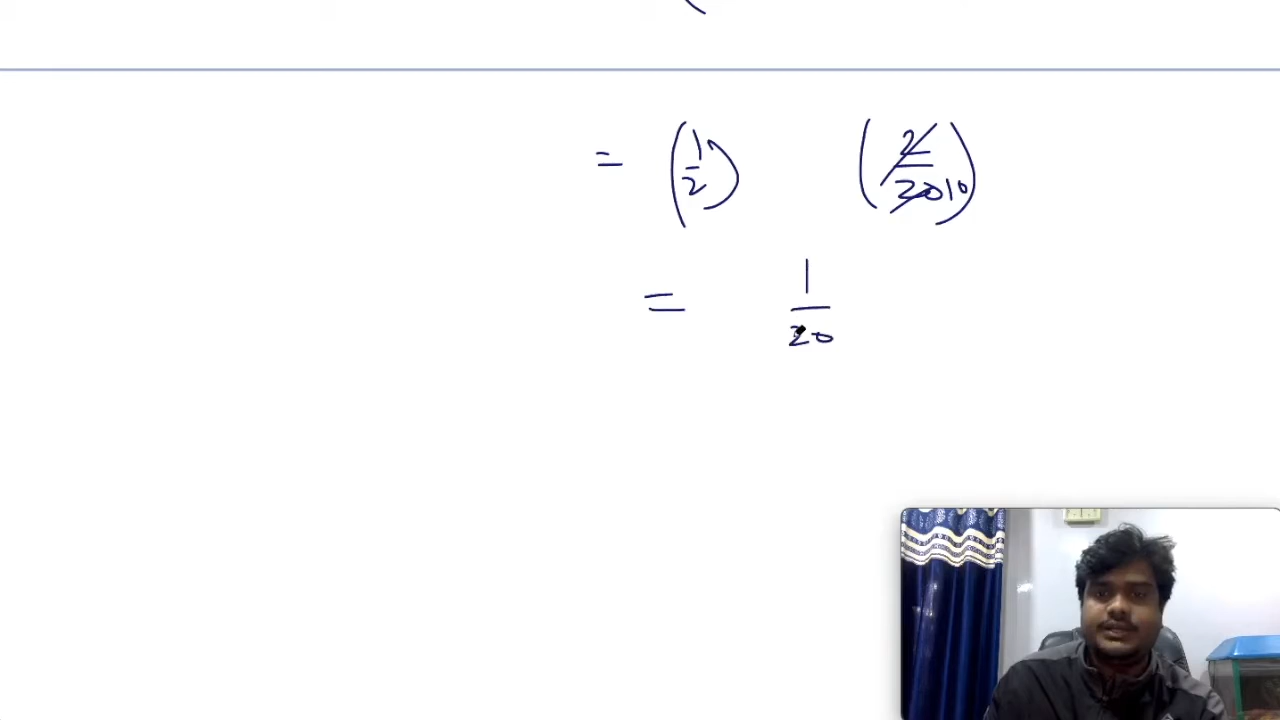 = (1/2) (2/20 10)
= 1/20